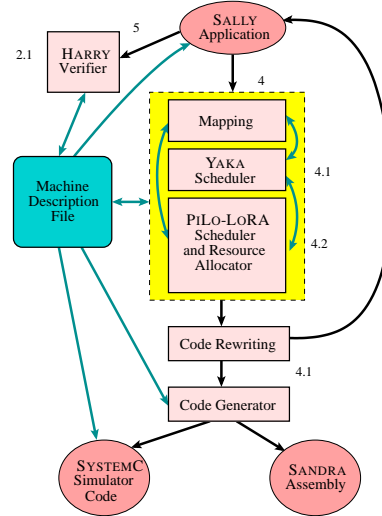 SALLY
Application
5
2.1
HARRY
Verifier
4
Mapping
YAKA
Scheduler
4.1
Machine
Description
File
PILO-LORA
Scheduler
and Resource
Allocator
4.2
Code Rewriting
4.1
Code Generator
SYSTEMC
Simulator
Code
SANDRA
Assembly